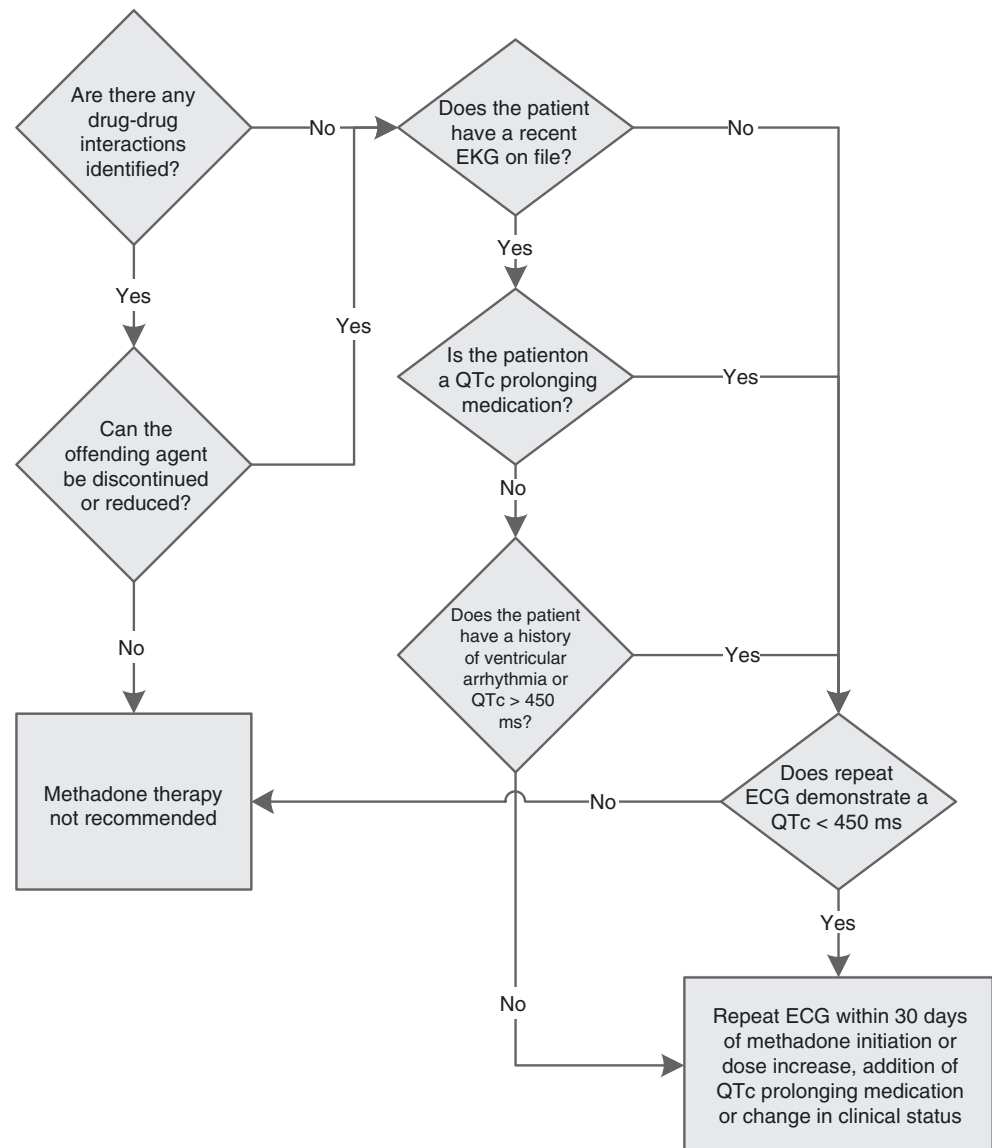 Are there any
drug-drug
interactions
identified?
No
Yes
Can the
offending agent
be discontinued
or reduced?
Yes
No
Methadone therapy
not recommended
Does the patient
have a recent
EKG on file?
No
Yes
Is the patienton
a QTc prolonging
medication?
Yes
No
Does the patient
have a history
of ventricular
arrhythmia or
QTc > 450
ms?
Yes
No
Does repeat
ECG demonstrate a
QTc < 450 ms
No
Yes
Repeat ECG within 30 days
of methadone initiation or
dose increase, addition of
QTc prolonging medication
or change in clinical status